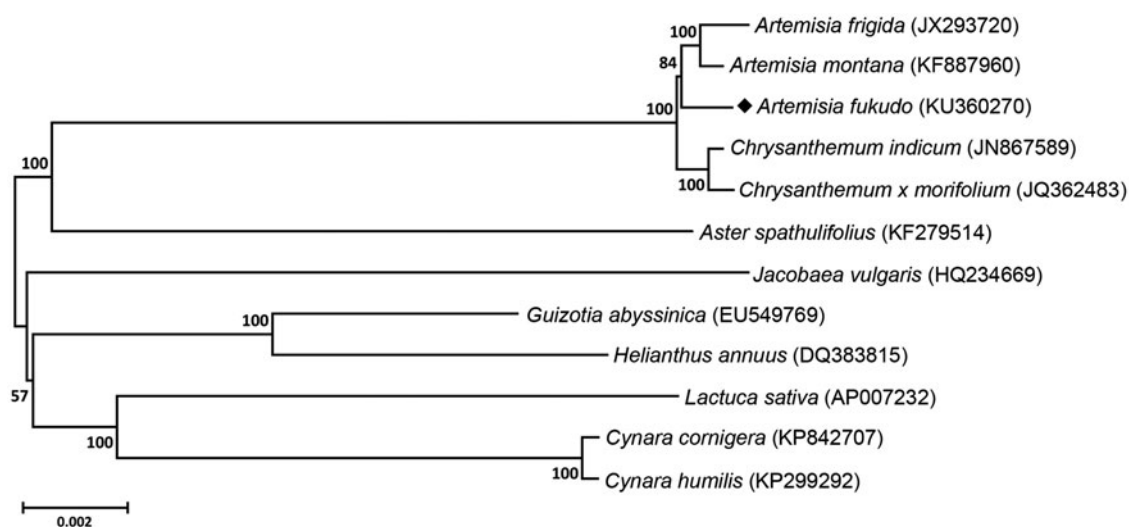 100 Artemisia frigida (JX293720)
84 Artemisia montana (KF887960)
100 Artemisia fukudo (KU360270)
Chrysanthemum indicum (JN867589)
100 100 Chrysanthemum x morifolium (JQ362483)
Aster spathulifolius (KF279514)
Jacobaea vulgaris (HQ234669)
100 Guizotia abyssinica (EU549769)
Helianthus annuus (DQ383815)
57 Lactuca sativa (AP007232)
100 Cynara cornigera (KP842707)
100 Cynara humilis (KP299292)
0.002